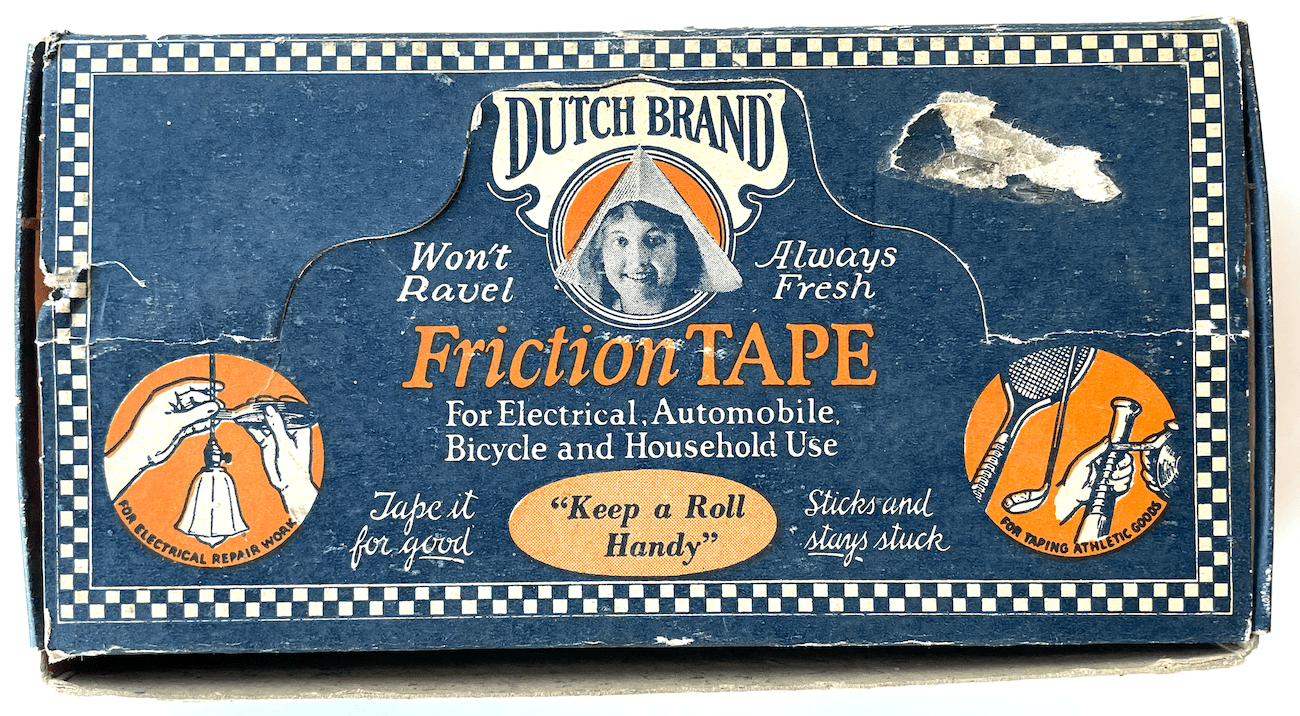 DUTCH BRAND
Won't
Ravel
Always
Fresh
Friction TAPE
For Electrical, Automobile,
Bicycle and Household Use
Tape it
for good
"Keep a Roll
Handy"
Sticks and
stays stuck
FOR ELECTRICAL REPAIR WORK
FOR TAPING ATHLETIC GOODS